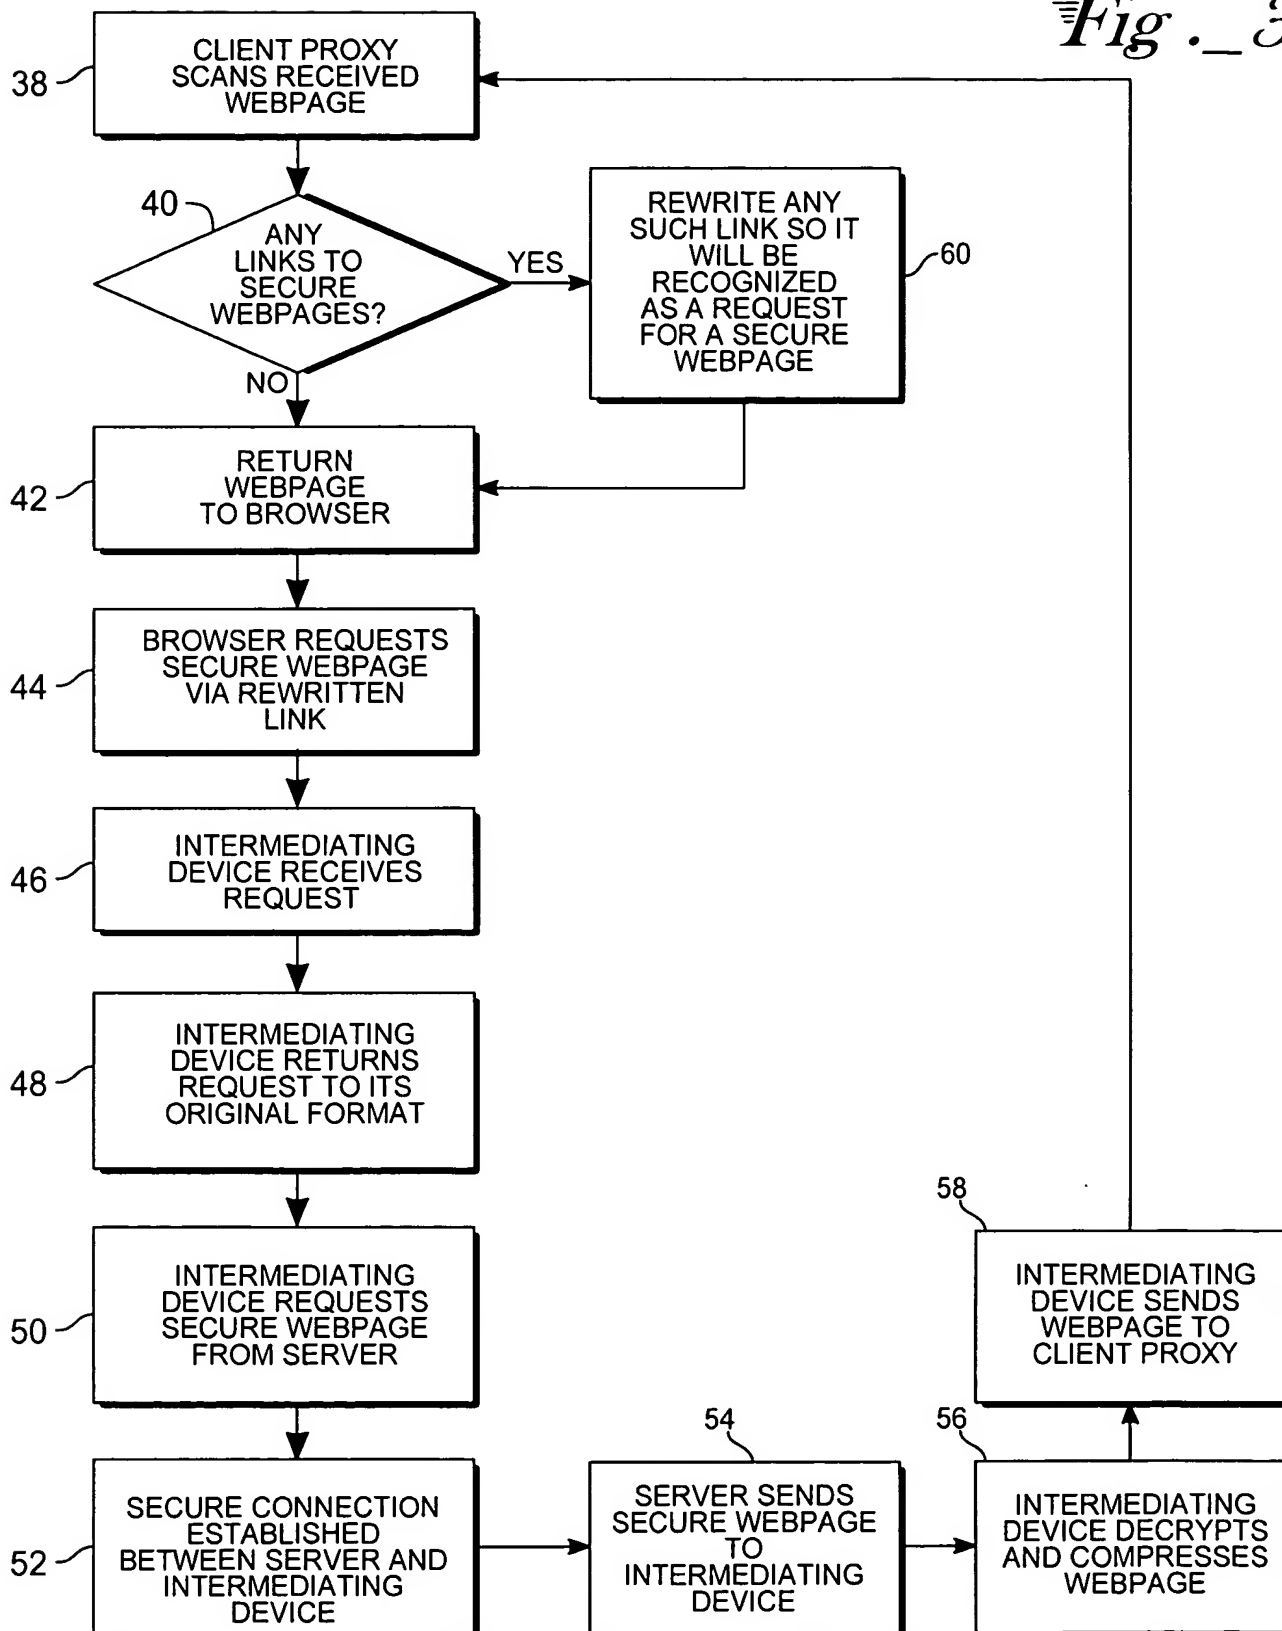 Fig._3
38
CLIENT PROXY
SCANS RECEIVED
WEBPAGE
40
ANY
LINKS TO
SECURE
WEBPAGES?
YES
NO
REWRITE ANY
SUCH LINK SO IT
WILL BE
RECOGNIZED
AS A REQUEST
FOR A SECURE
WEBPAGE
60
42
RETURN
WEBPAGE
TO BROWSER
44
BROWSER REQUESTS
SECURE WEBPAGE
VIA REWRITTEN
LINK
46
INTERMEDIATING
DEVICE RECEIVES
REQUEST
48
INTERMEDIATING
DEVICE RETURNS
REQUEST TO ITS
ORIGINAL FORMAT
50
INTERMEDIATING
DEVICE REQUESTS
SECURE WEBPAGE
FROM SERVER
52
SECURE CONNECTION
ESTABLISHED
BETWEEN SERVER AND
INTERMEDIATING
DEVICE
54
SERVER SENDS
SECURE WEBPAGE
TO
INTERMEDIATING
DEVICE
56
INTERMEDIATING
DEVICE DECRYPTS
AND COMPRESSES
WEBPAGE
58
INTERMEDIATING
DEVICE SENDS
WEBPAGE TO
CLIENT PROXY